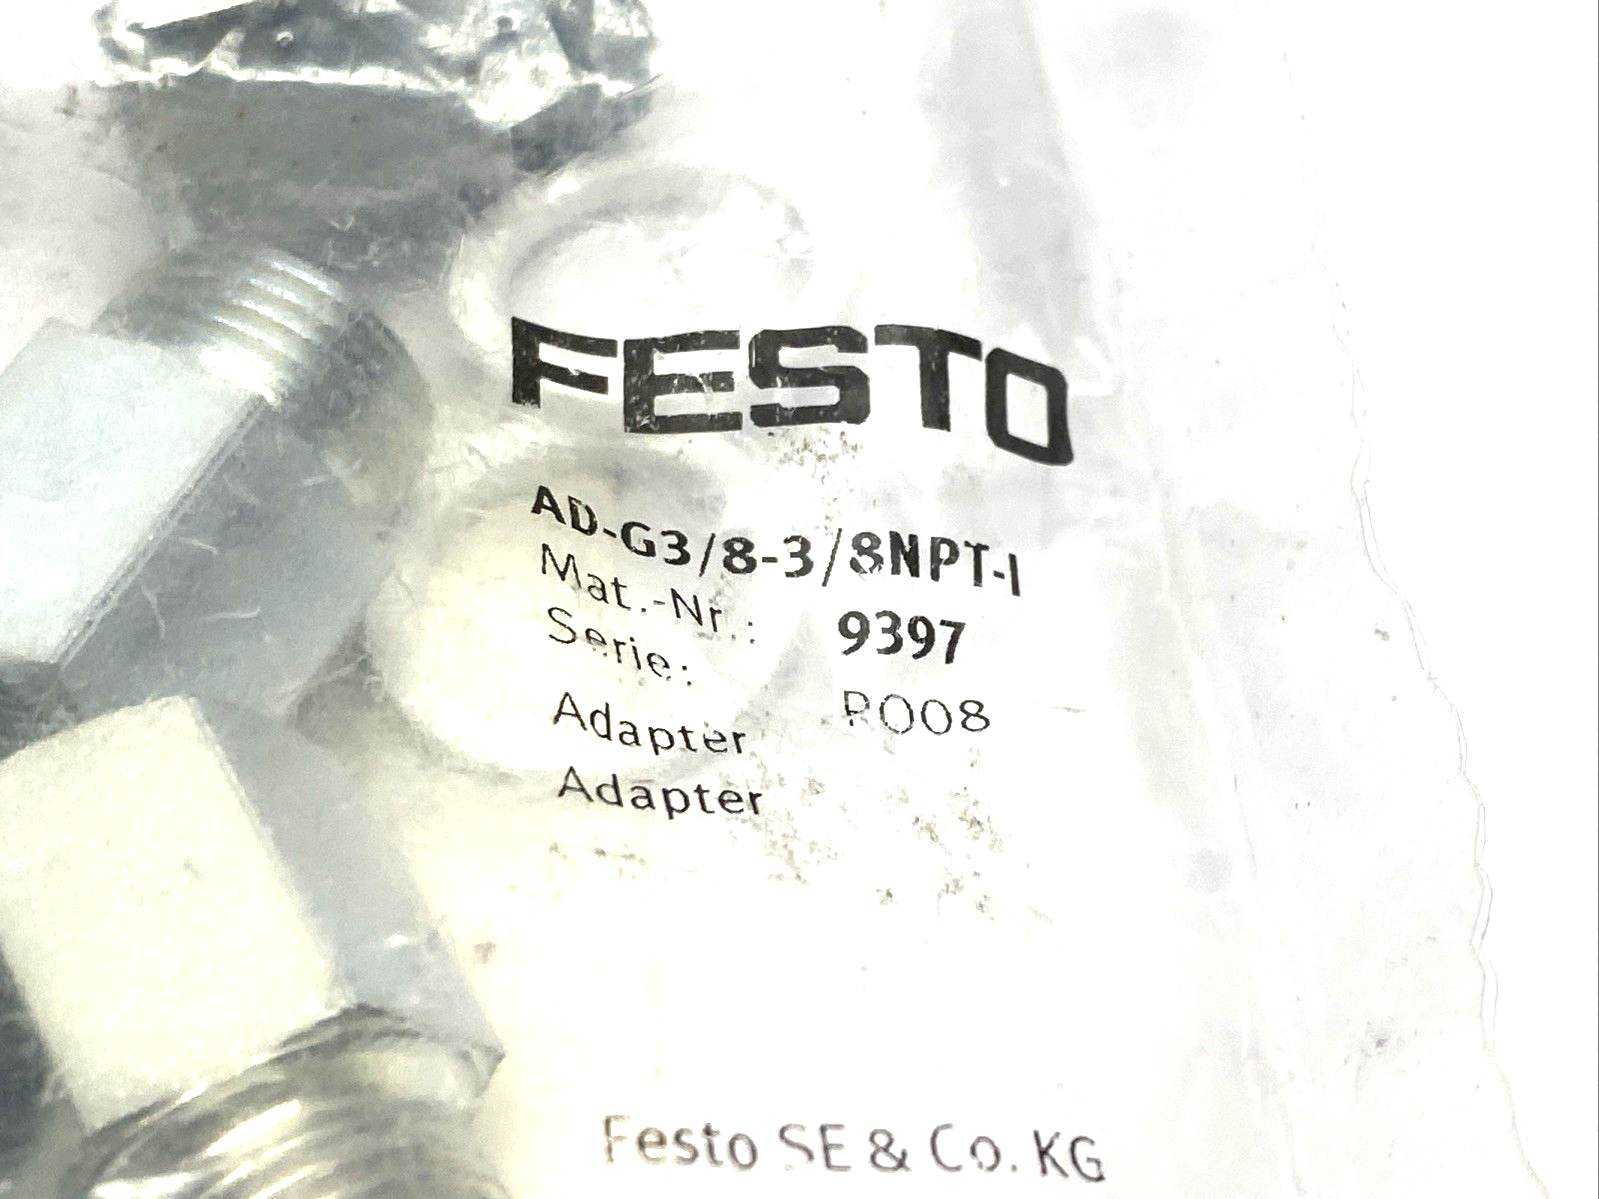 FESTO
AD-G3/8-3/8NPT-I
Mat.-Nr.: 9397
Serie: R008
Adapter
Adapter
Festo SE & Co. KG